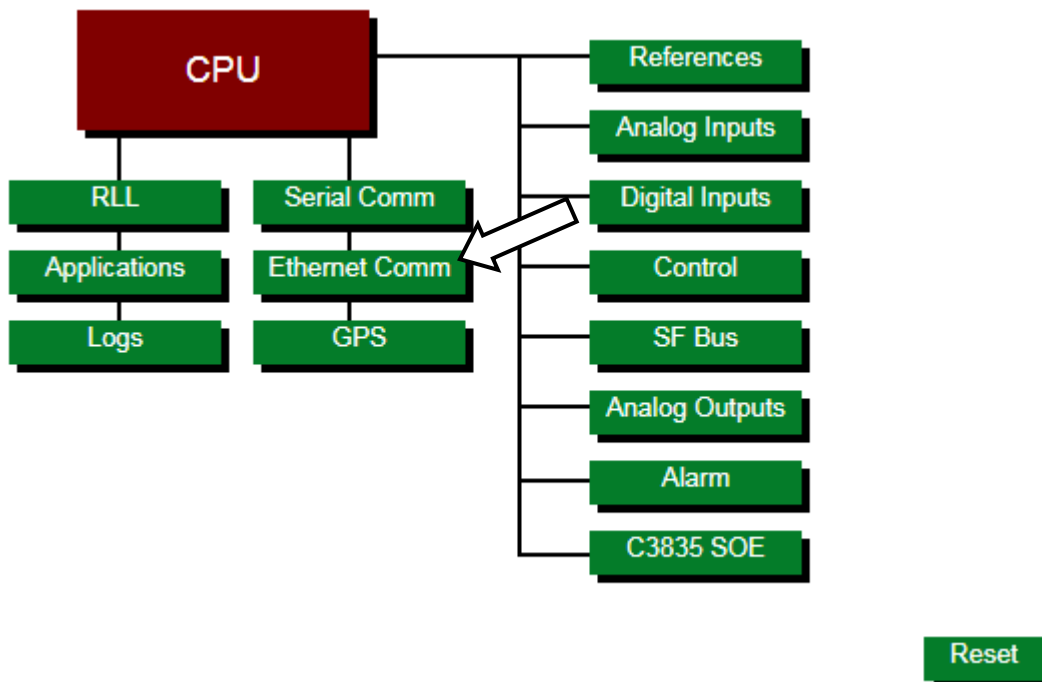 CPU
RLL
Applications
Logs
Serial Comm
Ethernet Comm
GPS
References
Analog Inputs
Digital Inputs
Control
SF Bus
Analog Outputs
Alarm
C3835 SOE
Reset